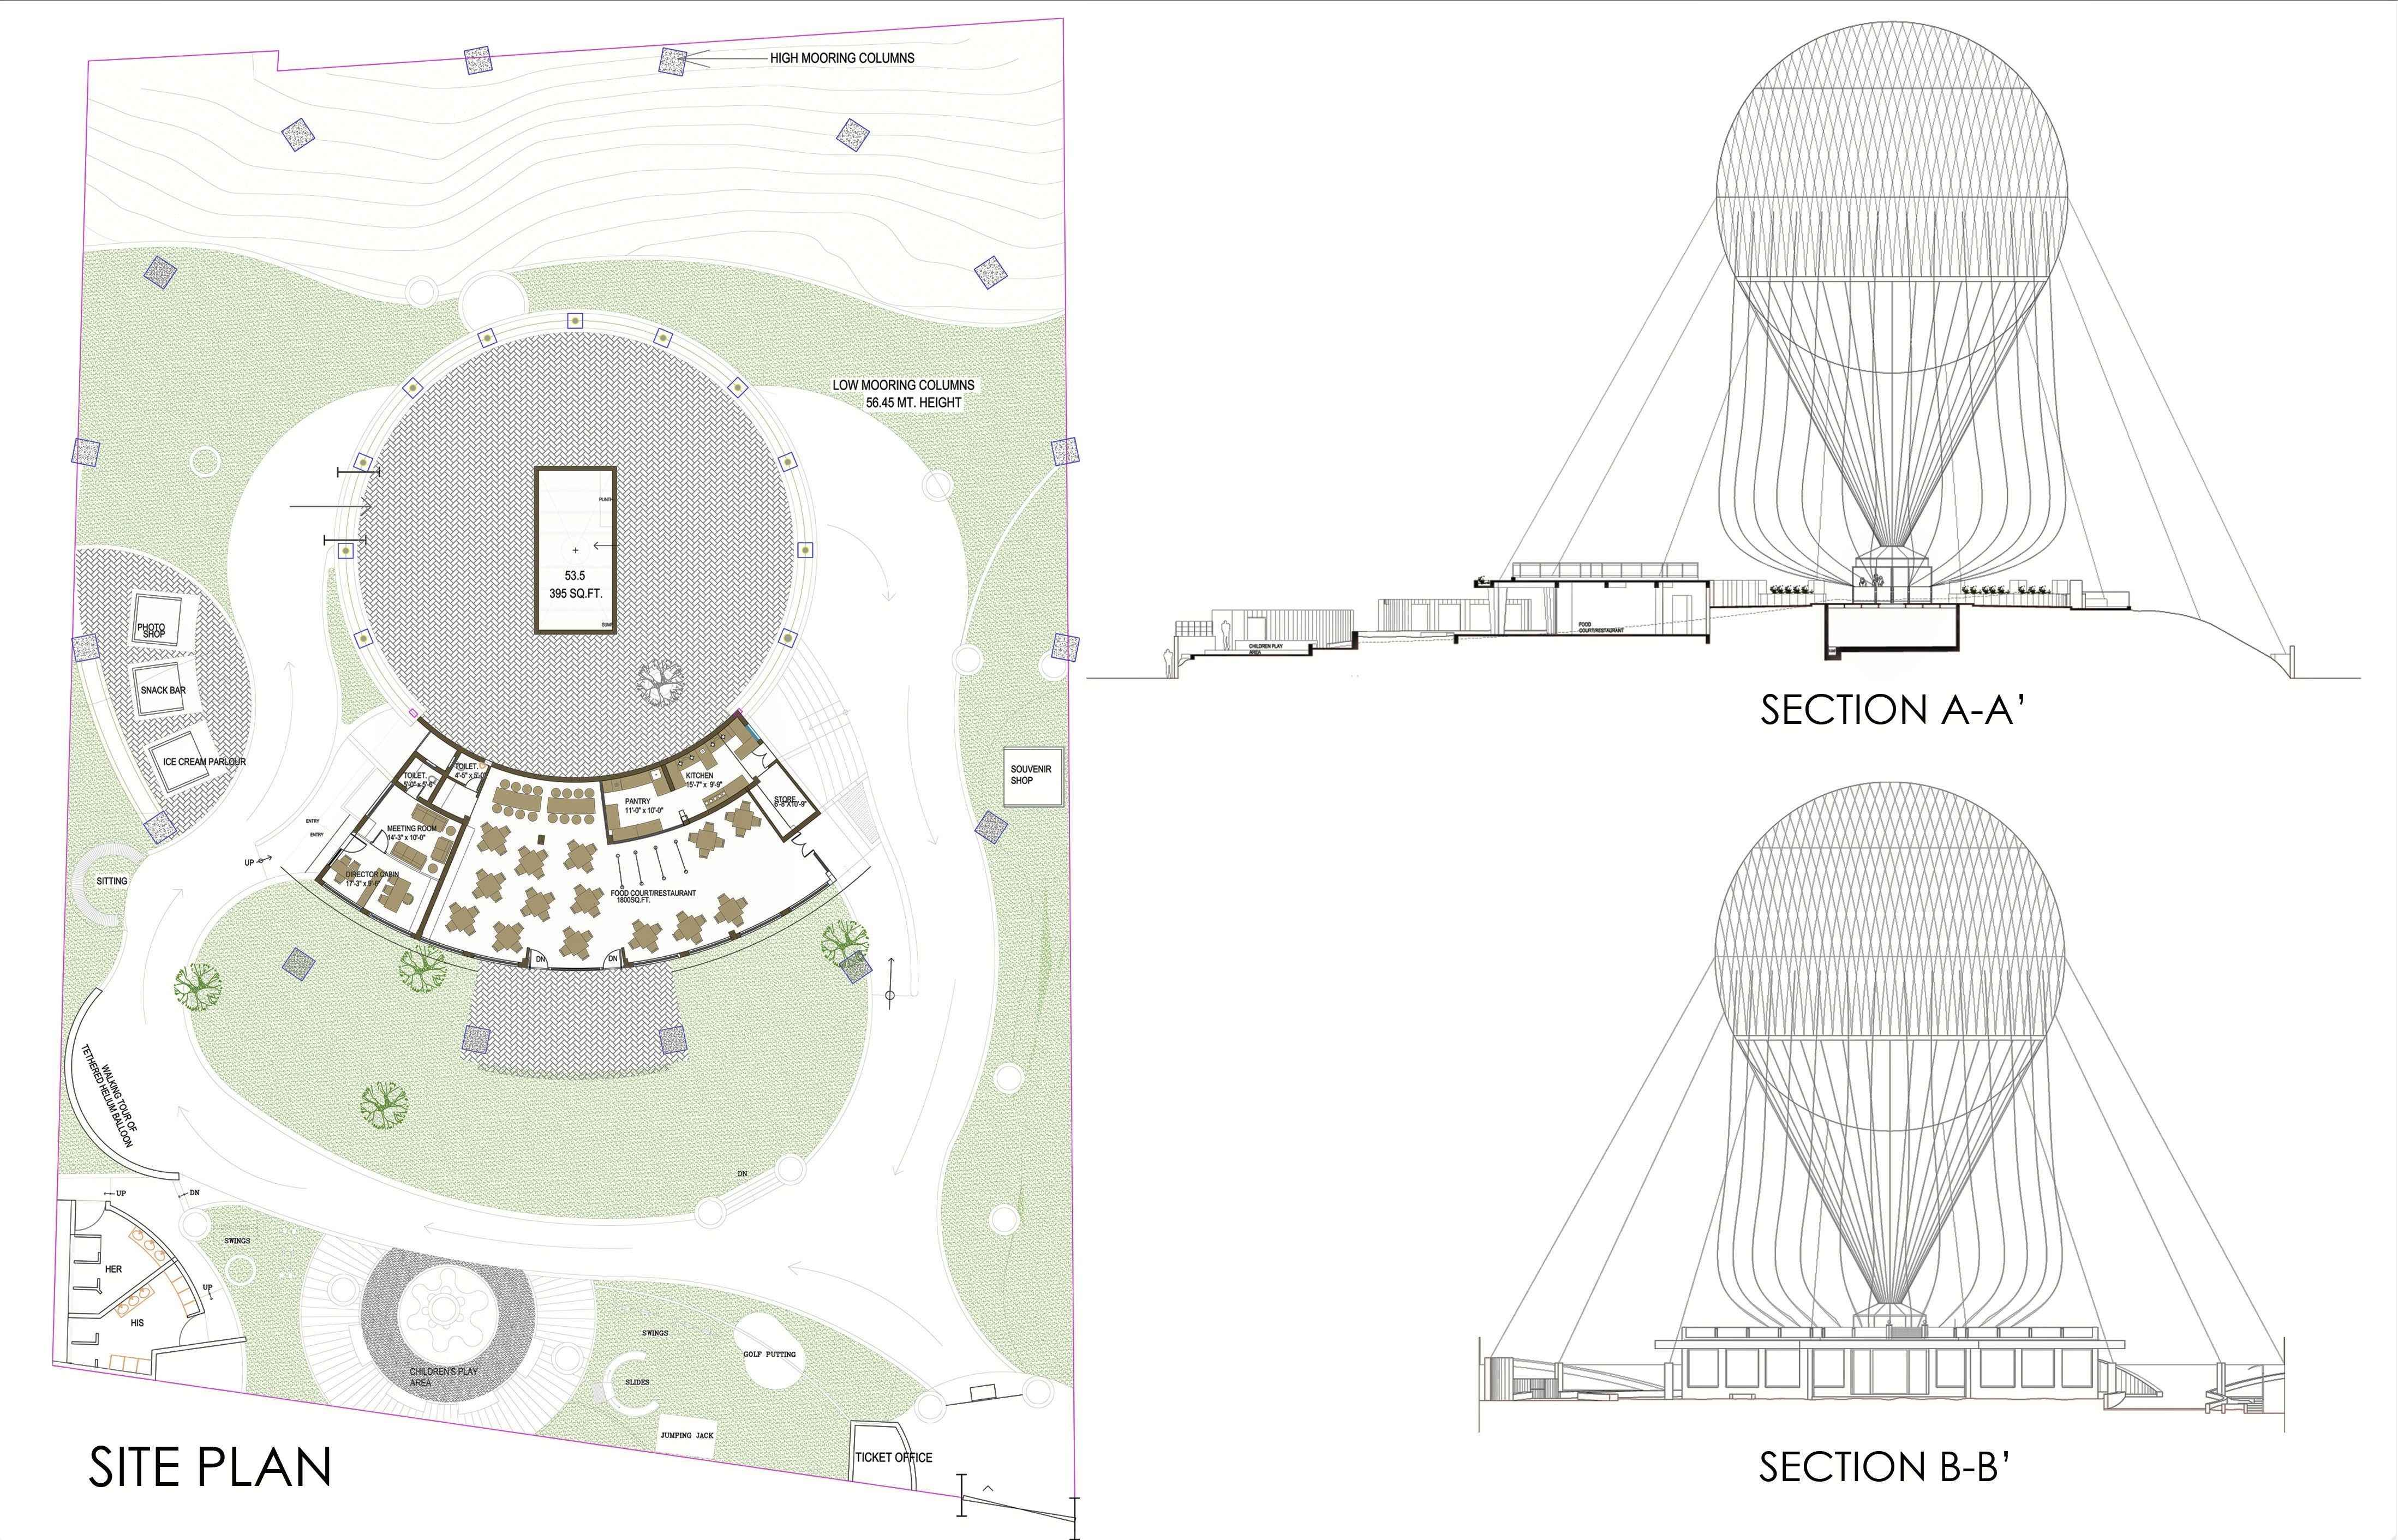 HIGH MOORING COLUMNS
LOW MOORING COLUMNS
56.45 MT. HEIGHT
PLINTH
53.5
395 SQ.FT.
SUMP
PHOTO
SHOP
SNACK BAR
ICE CREAM PARLOUR
SOUVENIR
SHOP
TOILET.
4'-5" x 5'-0"
TOILET.
5'-0" x 5'-6"
KITCHEN
15'-7" x 9'-9"
PANTRY
11'-0" x 10'-0"
STORE
6'-8"X10'-9"
ENTRY
ENTRY
MEETING ROOM
14'-3" x 10'-0"
UP
DIRECTOR CABIN
17'-3" x 9'-6"
SITTING
FOOD COURT/RESTAURANT
1800SQ.FT.
DN
DN
WALKING TOUR OF
TETHERED HELIUM BALLOON
DN
UP
DN
SWINGS
HER
UP
HIS
SWINGS
GOLF PUTTING
CHILDREN'S PLAY
AREA
SLIDES
JUMPING JACK
TICKET OFFICE
SITE PLAN
FOOD
COURT/RESTAURANT
CHILDREN PLAY
AREA
SECTION A-A'
SECTION B-B'